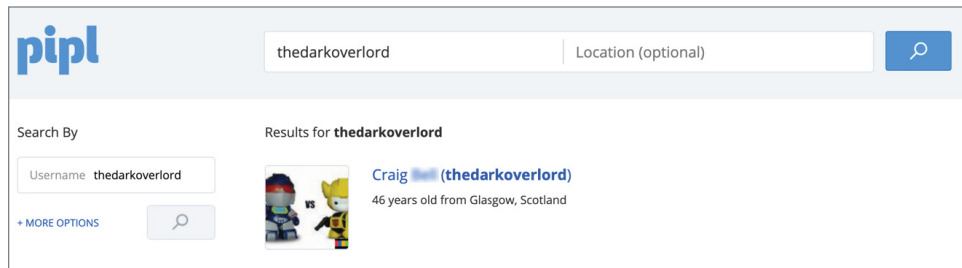 pipl
thedarkoverlord Location (optional)
Search By
Username thedarkoverlord
+ MORE OPTIONS
Results for thedarkoverlord
VS
Craig (thedarkoverlord)
46 years old from Glasgow, Scotland